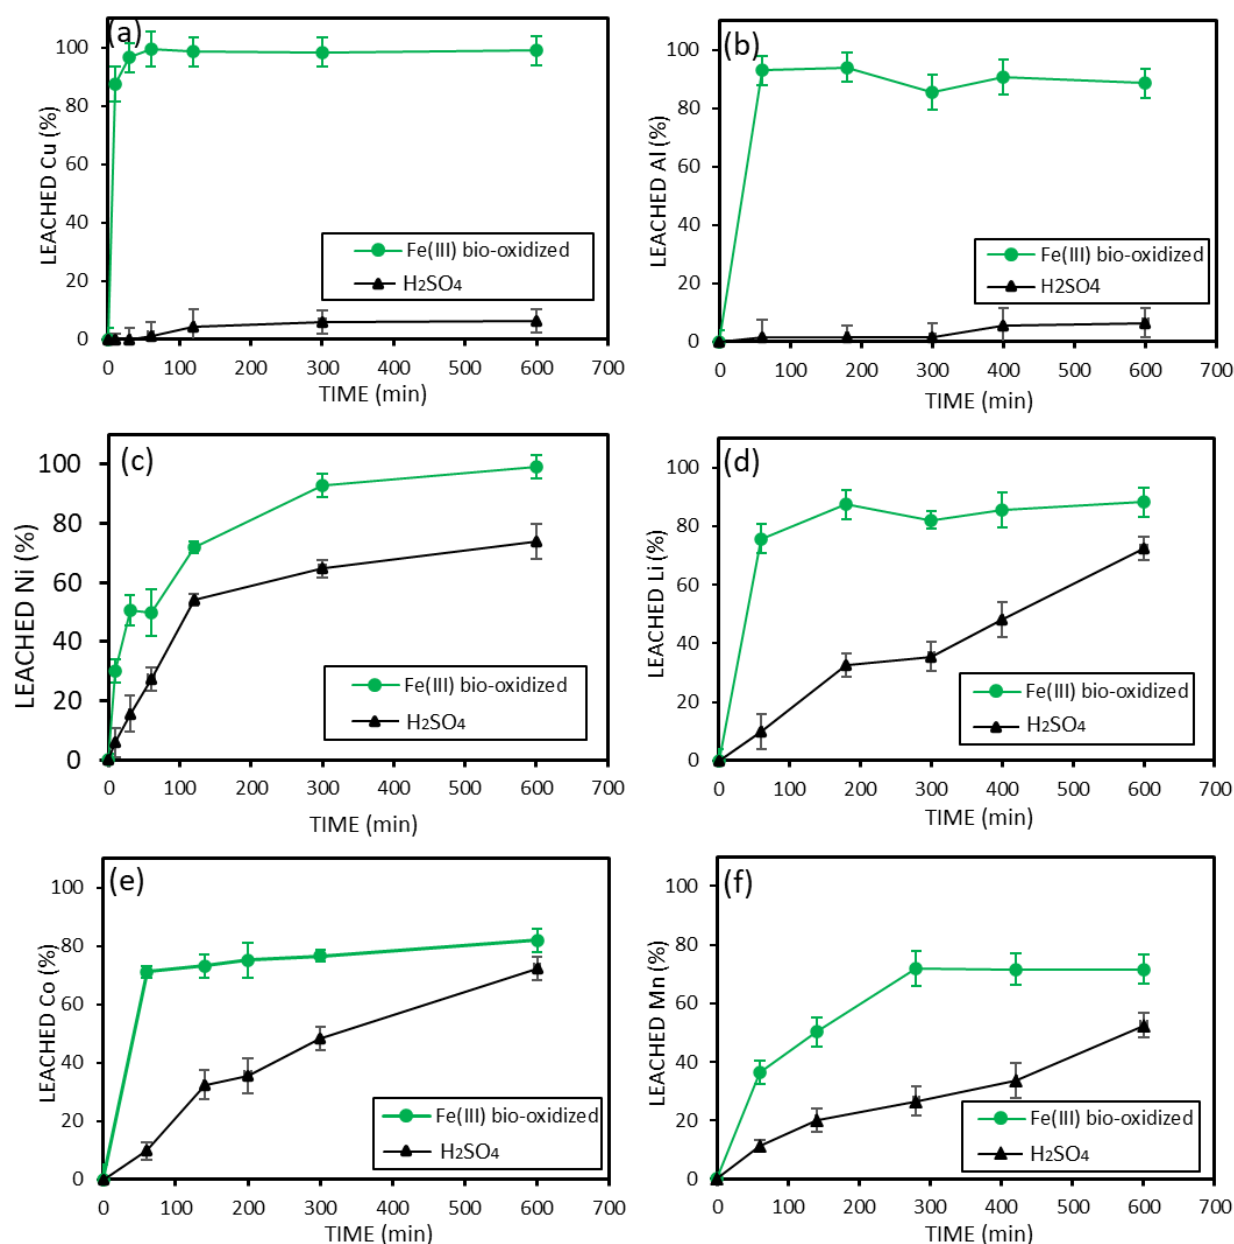 (a)
100
80
60
40
20
0
LEACHED Cu (%)
Fe(III) bio-oxidized
H2SO4
0 100 200 300 400 500 600 700
TIME (min)
(b)
100
80
60
40
20
0
LEACHED Al (%)
Fe(III) bio-oxidized
H2SO4
0 100 200 300 400 500 600 700
TIME (min)
(c)
100
80
60
40
20
0
LEACHED Ni (%)
Fe(III) bio-oxidized
H2SO4
0 100 200 300 400 500 600 700
TIME (min)
(d)
100
80
60
40
20
0
LEACHED Li (%)
Fe(III) bio-oxidized
H2SO4
0 100 200 300 400 500 600 700
TIME (min)
(e)
100
80
60
40
20
0
LEACHED Co (%)
Fe(III) bio-oxidized
H2SO4
0 100 200 300 400 500 600 700
TIME (min)
(f)
100
80
60
40
20
0
LEACHED Mn (%)
Fe(III) bio-oxidized
H2SO4
0 100 200 300 400 500 600 700
TIME (min)